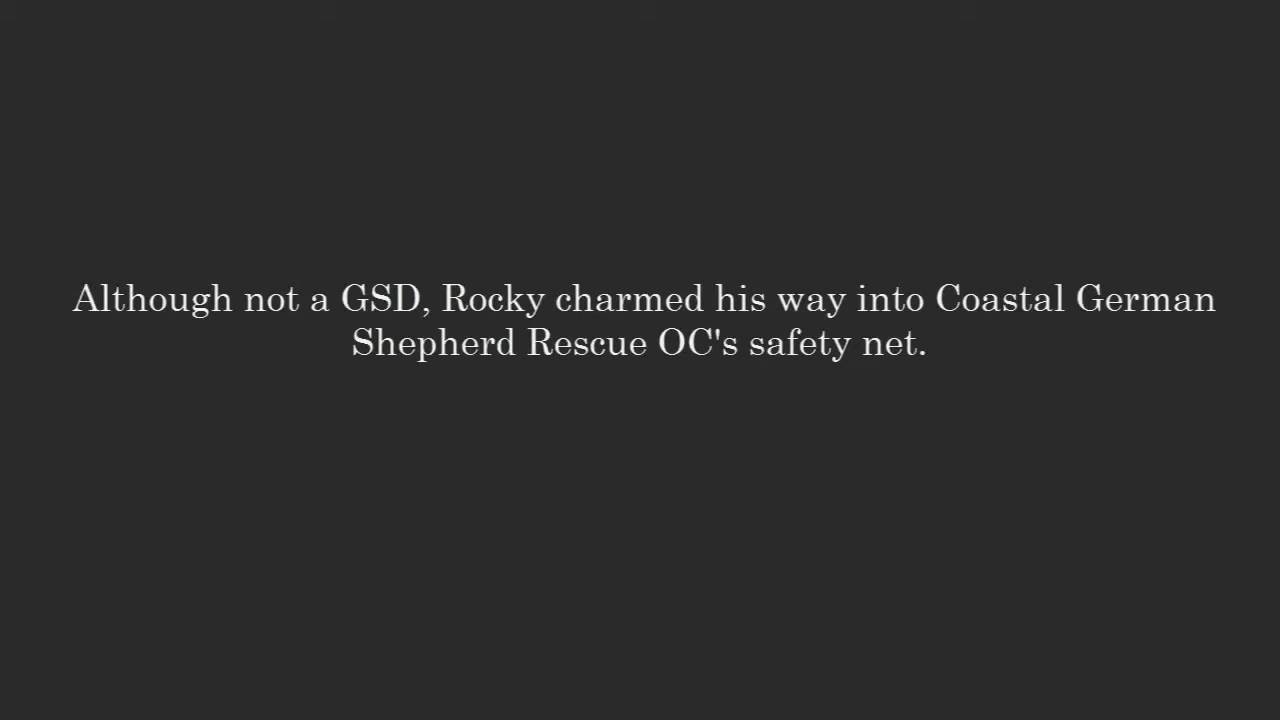 Although not a GSD, Rocky charmed his way into Coastal German
Shepherd Rescue OC's safety net.